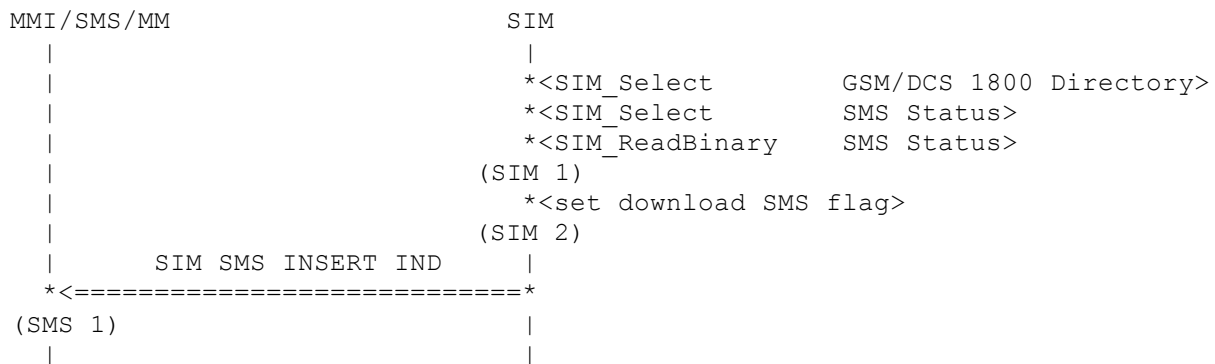 MMI/SMS/MM                     SIM
  |                             |
  |                             *<SIM_Select       GSM/DCS 1800 Directory>
  |                             *<SIM_Select       SMS Status>
  |                             *<SIM_ReadBinary   SMS Status>
  |                          (SIM 1)
  |                             *<set download SMS flag>
  |                          (SIM 2)
  |      SIM SMS INSERT IND     |
  *<============================*
(SMS 1)                         |
  |                             |